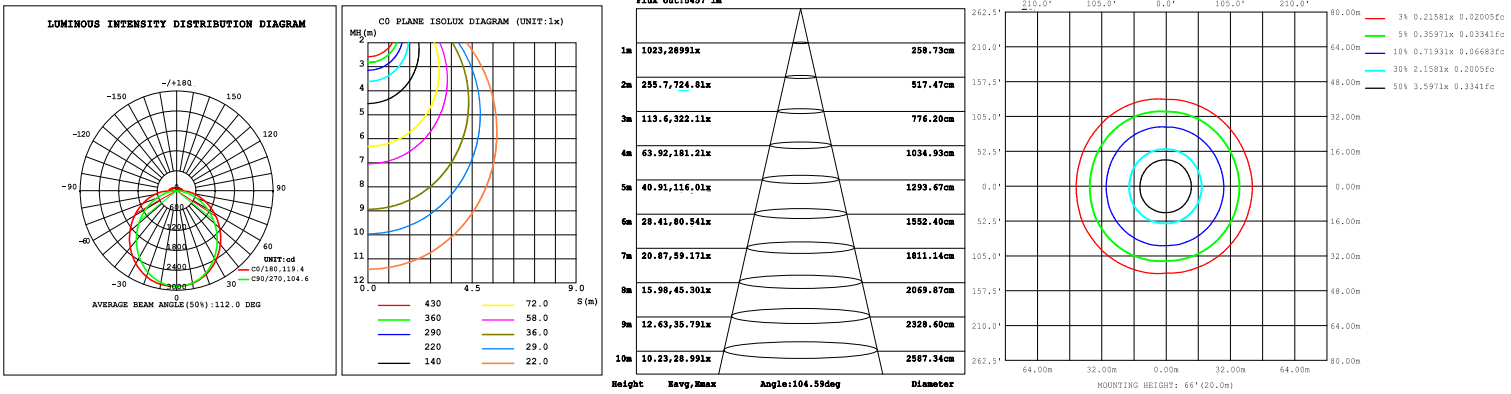 LUMINOUS INTENSITY DISTRIBUTION DIAGRAM
-/+180
-150
150
-120
120
-90
90
-60
60
-30
30
0
600
1200
1800
2400
3000
UNIT:cd
C0/180,119.4
C90/270,104.6
AVERAGE BEAM ANGLE(50%):112.0 DEG
C0 PLANE ISOLUX DIAGRAM (UNIT:lx)
MH(m)
2
3
4
5
6
7
8
9
10
11
12
0.0 4.5 9.0
S(m)
430 72.0
360 58.0
290 36.0
220 29.0
140 22.0
Flux out:5457 lm
1m 1023,2899lx 258.73cm
2m 255.7,724.8lx 517.47cm
3m 113.6,322.1lx 776.20cm
4m 63.92,181.2lx 1034.93cm
5m 40.91,116.0lx 1293.67cm
6m 28.41,80.54lx 1552.40cm
7m 20.87,59.17lx 1811.14cm
8m 15.98,45.30lx 2069.87cm
9m 12.63,35.79lx 2328.60cm
10m 10.23,28.99lx 2587.34cm
Height Eavg,Emax Angle:104.59deg Diameter
210.0' 105.0' 0.0' 105.0' 210.0'
262.5' 80.00m
210.0' 64.00m
157.5' 48.00m
105.0' 32.00m
52.5' 16.00m
0.0' 0.00m
52.5' 16.00m
105.0' 32.00m
157.5' 48.00m
210.0' 64.00m
262.5' 80.00m
64.00m 32.00m 0.00m 32.00m 64.00m
MOUNTING HEIGHT: 66'(20.0m)
3% 0.2158lx 0.02005fc
5% 0.3597lx 0.03341fc
10% 0.7193lx 0.06683fc
30% 2.158lx 0.2005fc
50% 3.597lx 0.3341fc